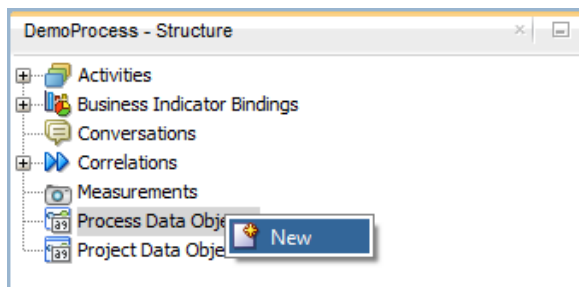 DemoProcess - Structure
Activities
Business Indicator Bindings
Conversations
Correlations
Measurements
Process Data Obje
New
Project Data Obje